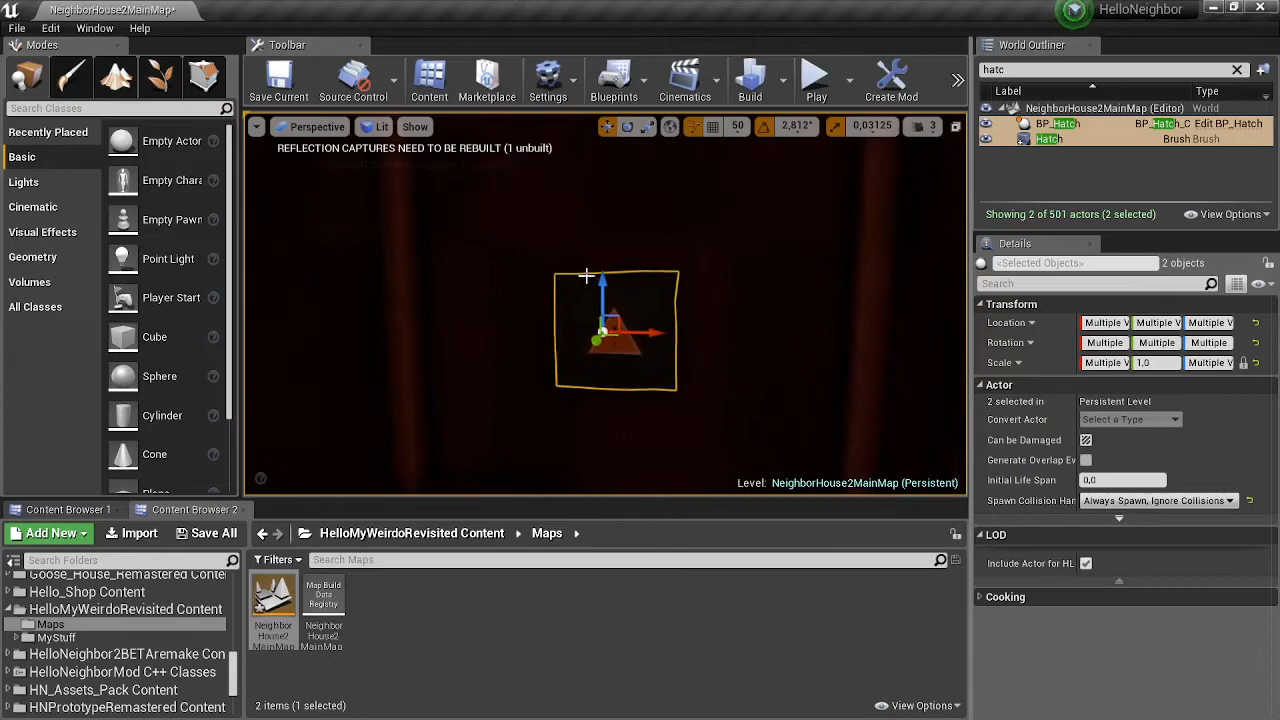 NeighborHouse2MainMap*
HelloNeighbor
File Edit Window Help
Modes
Toolbar
World Outliner
Search Classes
Save Current
Source Control
Content
Marketplace
Settings
Blueprints
Cinematics
Build
Play
Create Mod
hatc
Label Type
NeighborHouse2MainMap (Editor) World
BP_Hatch BP_Hatch_C Edit BP_Hatch
Hatch Brush Brush
Showing 2 of 501 actors (2 selected)
View Options
Recently Placed
Basic
Lights
Cinematic
Visual Effects
Geometry
Volumes
All Classes
Empty Actor
Empty Chara
Empty Pawn
Point Light
Player Start
Cube
Sphere
Cylinder
Cone
Plane
Perspective Lit Show
50 2,812° 0,03125 3
REFLECTION CAPTURES NEED TO BE REBUILT (1 unbuilt)
Level: NeighborHouse2MainMap (Persistent)
Details
<Selected Objects> 2 objects
Search
Transform
Location Multiple V Multiple V Multiple V
Rotation Multiple Multiple Multiple
Scale Multiple V 1,0 Multiple V
Actor
2 selected in Persistent Level
Convert Actor Select a Type
Can be Damaged
Generate Overlap Ev
Initial Life Span 0,0
Spawn Collision Han Always Spawn, Ignore Collisions
LOD
Include Actor for HL
Cooking
Content Browser 1
Content Browser 2
Add New Import Save All
HelloMyWeirdoRevisited Content Maps
Search Folders
Filters Search Maps
Goose_House_Remastered Conte
Hello_Shop Content
HelloMyWeirdoRevisited Content
Maps
MyStuff
HelloNeighbor2BETAremake Con
HelloNeighborMod C++ Classes
HN_Assets_Pack Content
HNPrototypeRemastered Content
Neighbor
House2
MainMap
Map Build
Data
Registry
Neighbor
House2
MainMap_
2 items (1 selected)
View Options